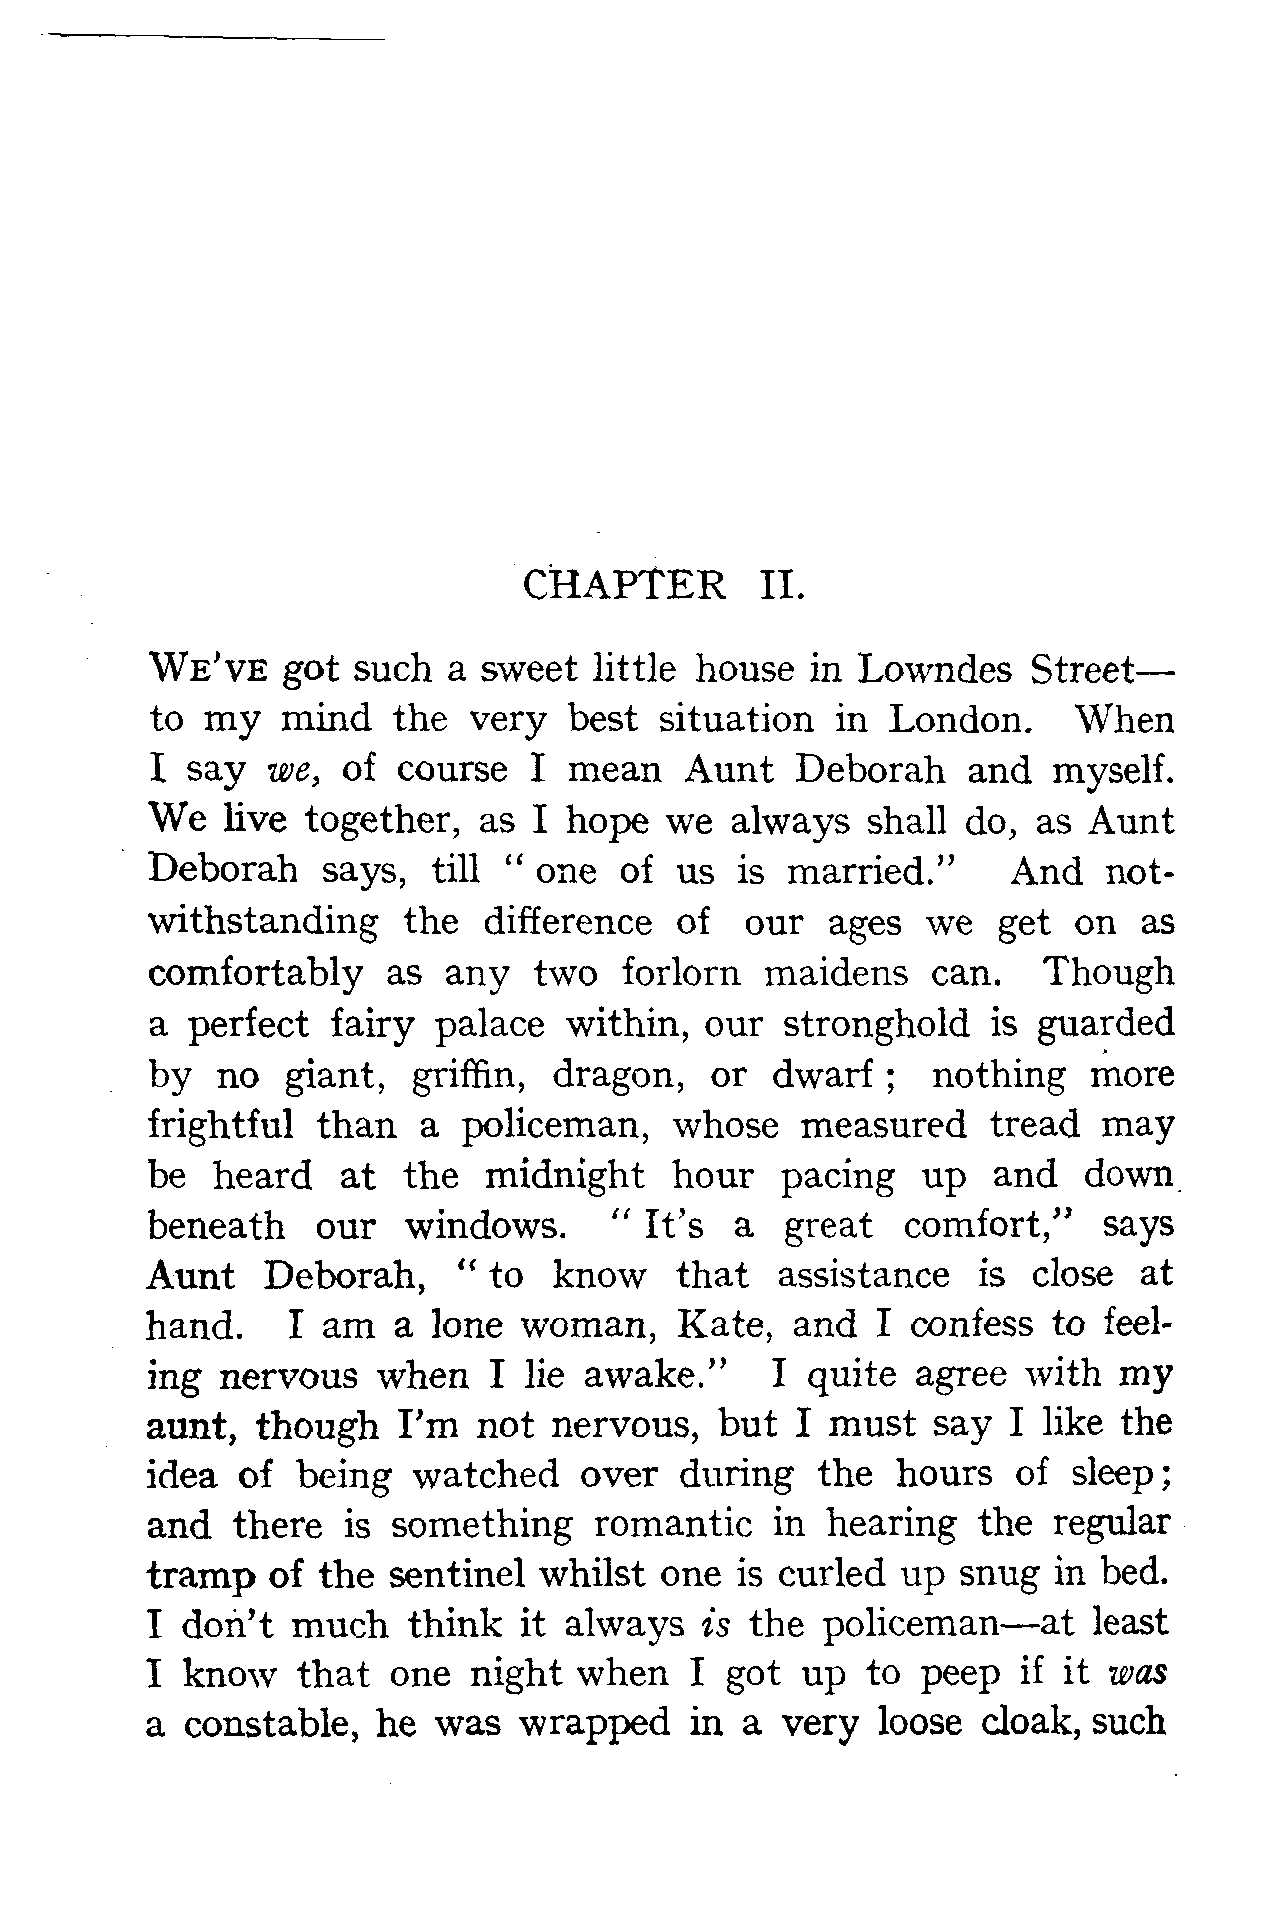 CHAPTER II.
WE'VE got such a sweet little house in Lowndes Street—
to my mind the very best situation in London. When
I say we, of course I mean Aunt Deborah and myself.
We live together, as I hope we always shall do, as Aunt
Deborah says, till " one of us is married." And not-
withstanding the difference of our ages we get on as
comfortably as any two forlorn maidens can. Though
a perfect fairy palace within, our stronghold is guarded
by no giant, griffin, dragon, or dwarf ; nothing more
frightful than a policeman, whose measured tread may
be heard at the midnight hour pacing up and down
beneath our windows. " It's a great comfort," says
Aunt Deborah, " to know that assistance is close at
hand. I am a lone woman, Kate, and I confess to feel-
ing nervous when I lie awake." I quite agree with my
aunt, though I'm not nervous, but I must say I like the
idea of being watched over during the hours of sleep ;
and there is something romantic in hearing the regular
tramp of the sentinel whilst one is curled up snug in bed.
I don't much think it always is the policeman—at least
I know that one night when I got up to peep if it was
a constable, he was wrapped in a very loose cloak, such